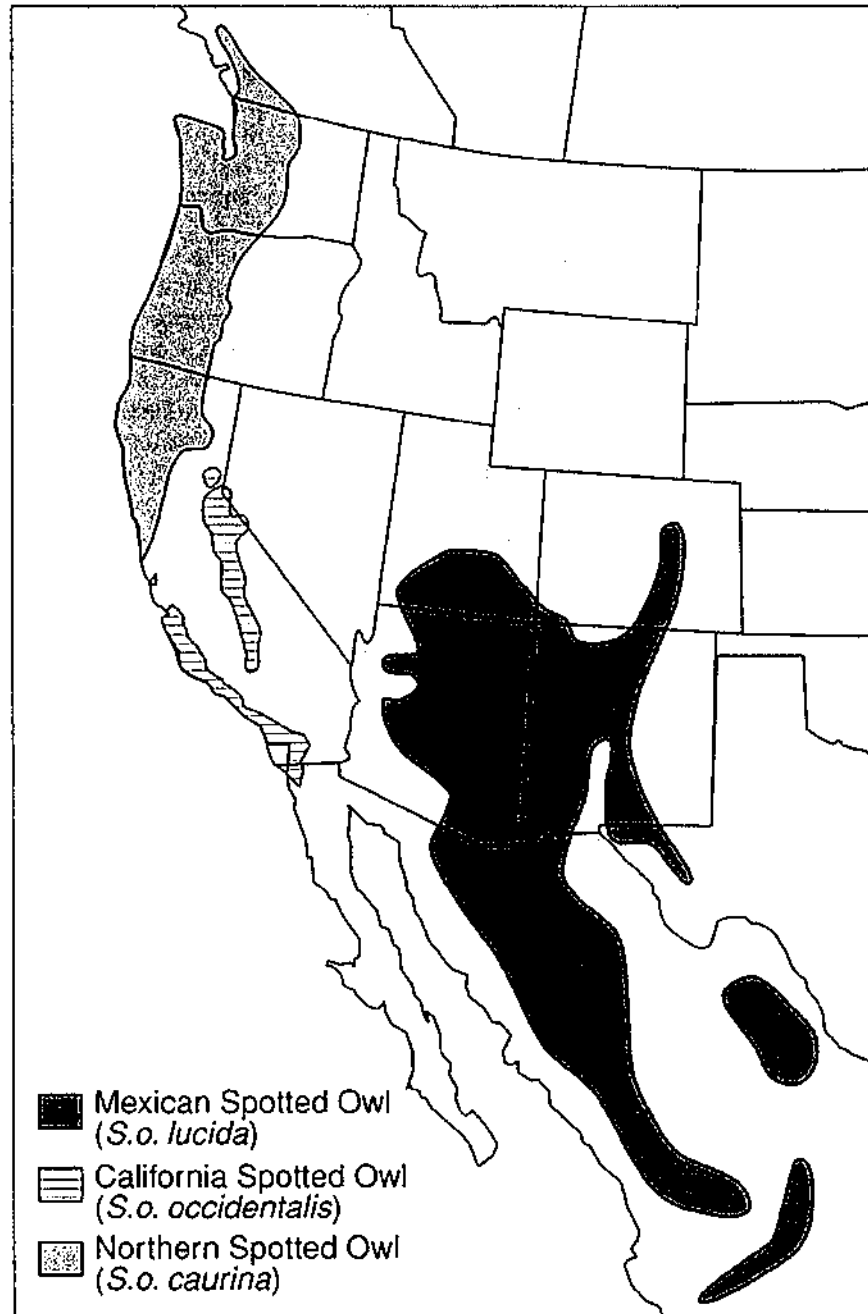 Mexican Spotted Owl
(S.o. lucida)
California Spotted Owl
(S.o. occidentalis)
Northern Spotted Owl
(S.o. caurina)